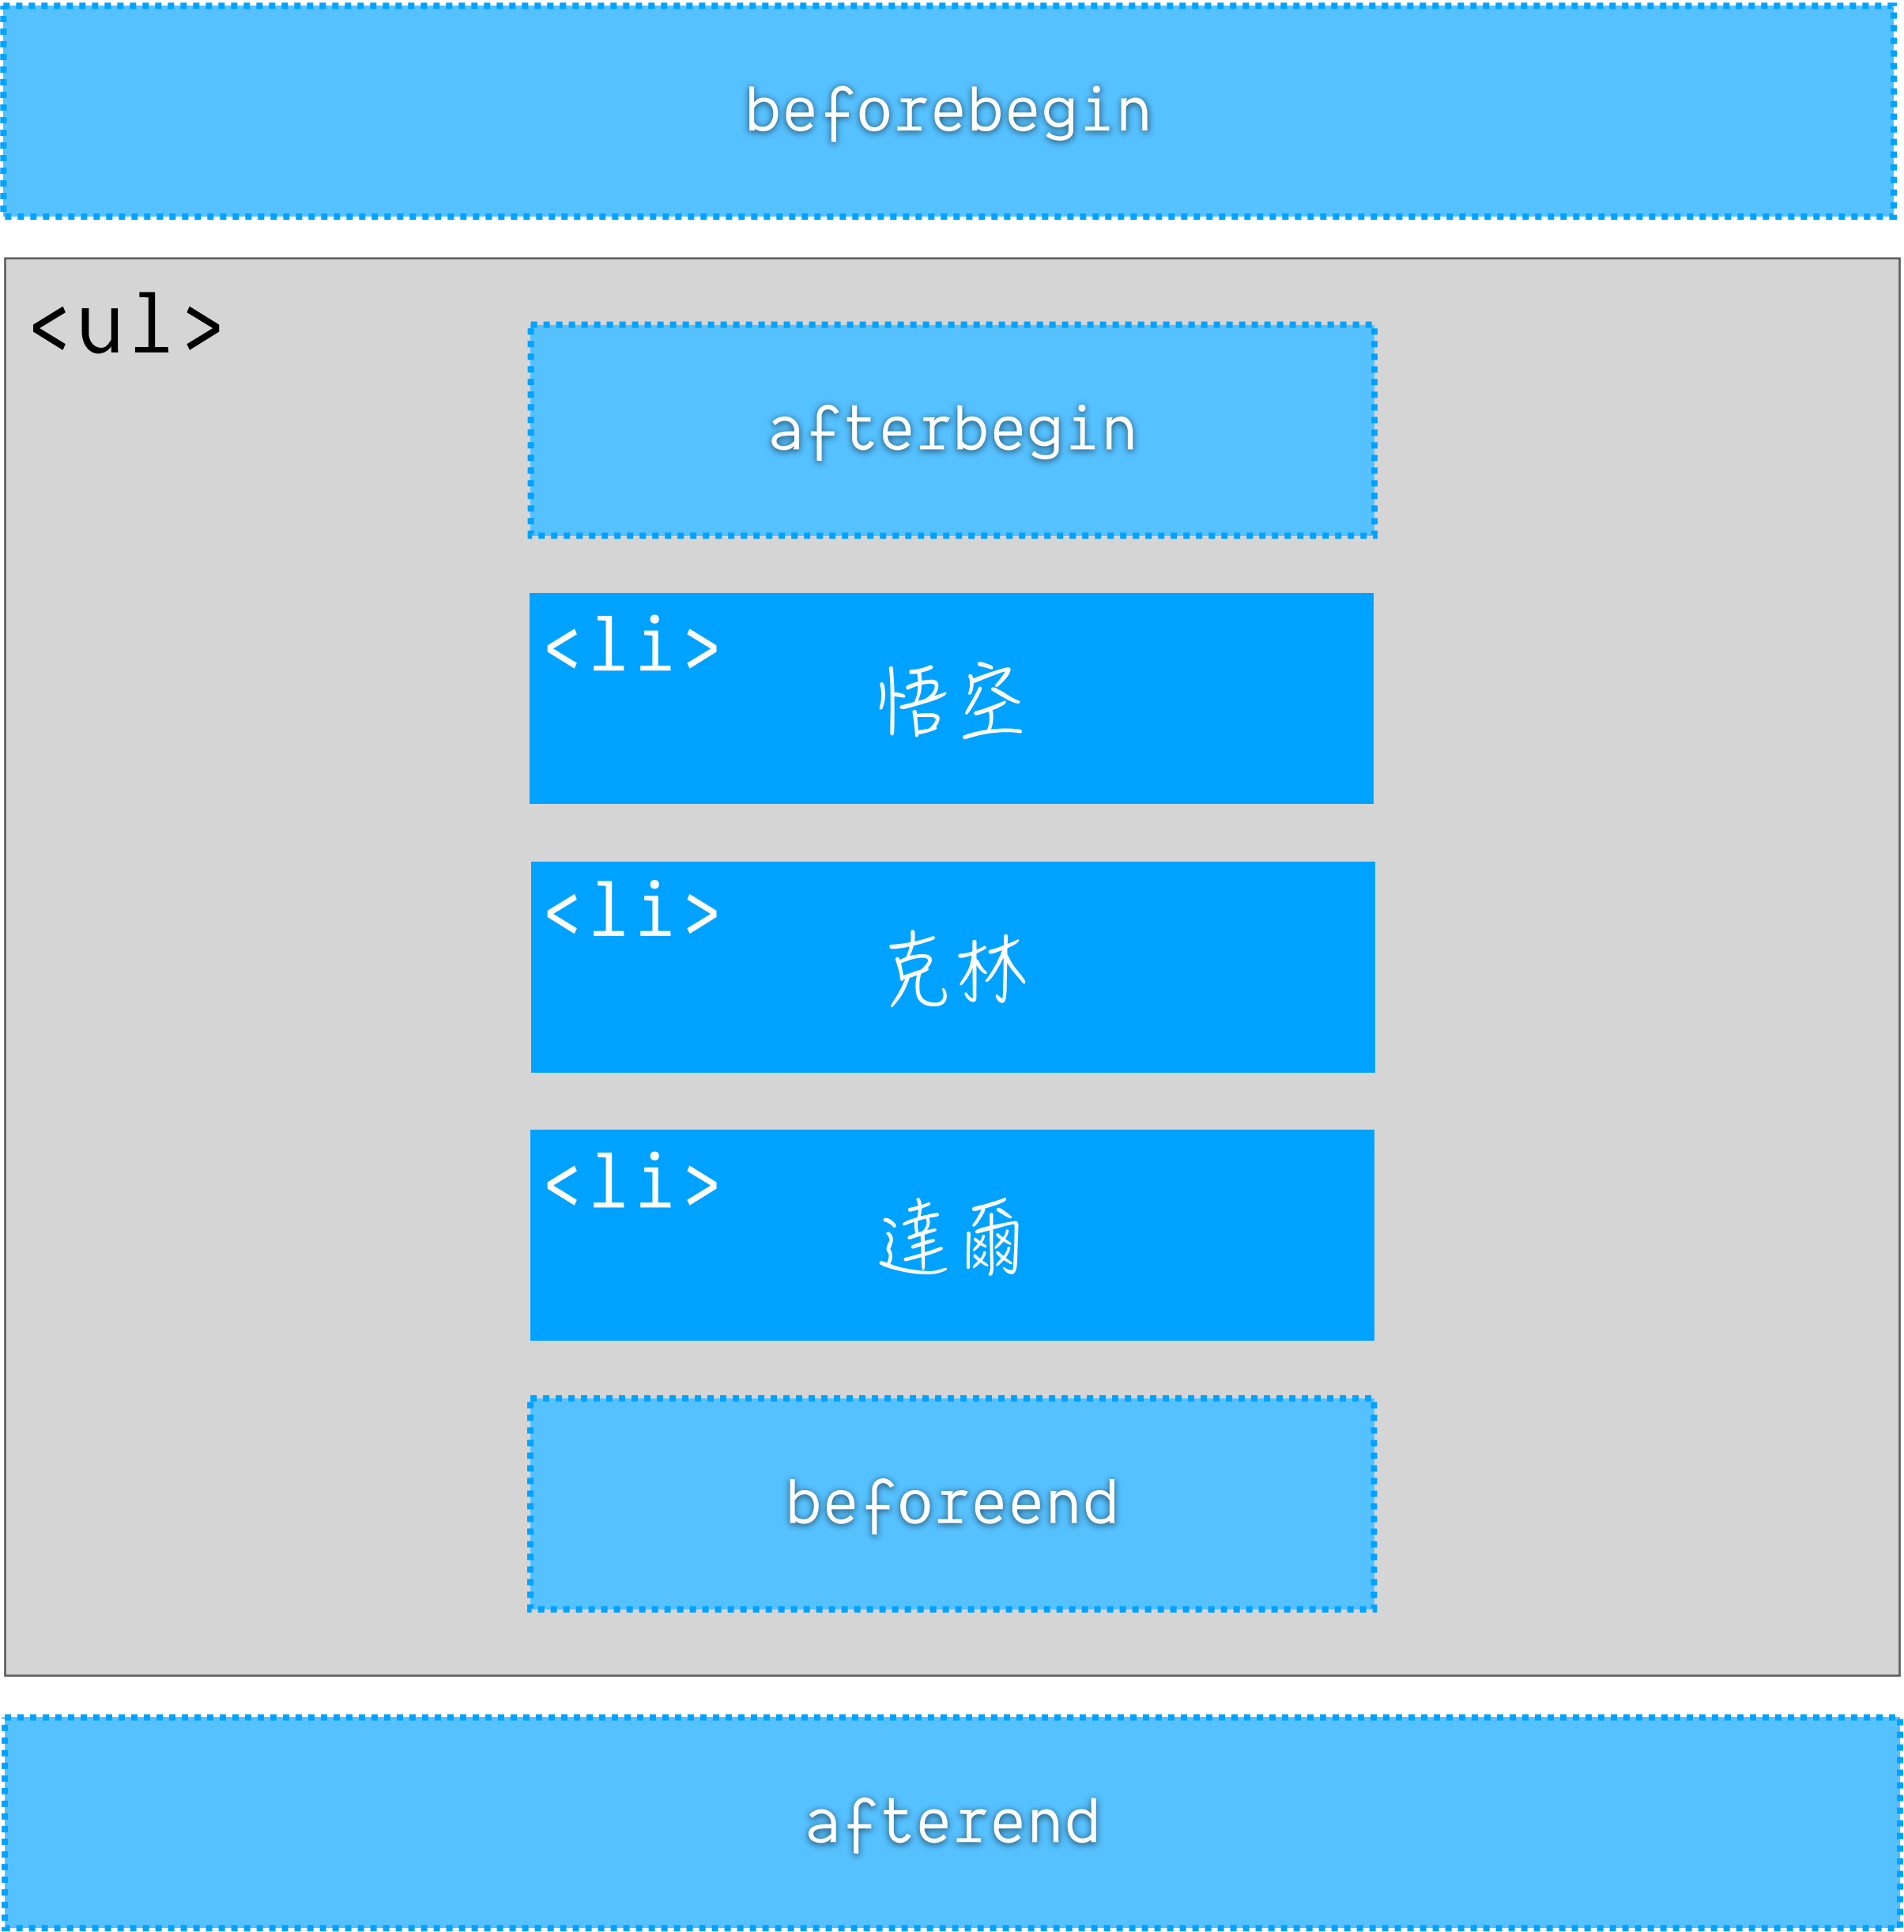 beforebegin
<ul>
afterbegin
<li>
悟空
<li>
克林
<li>
達爾
beforeend
afterend